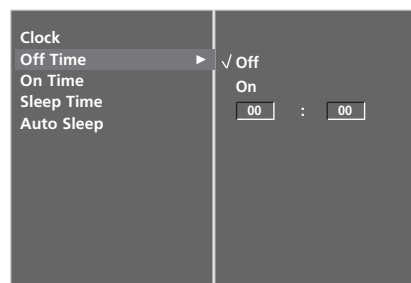 Clock
Off Time ►
On Time
Sleep Time
Auto Sleep
√ Off
On
00 : 00